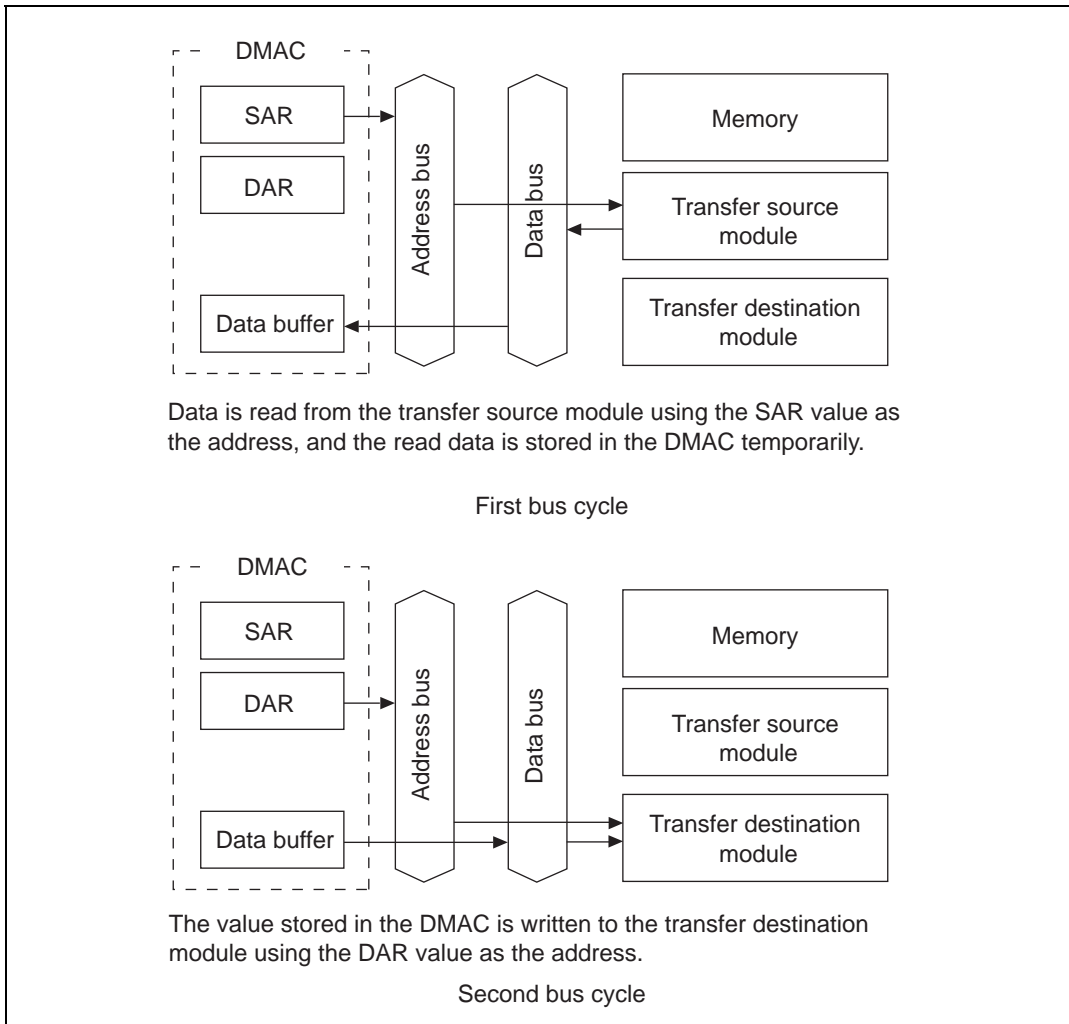 DMAC
SAR
DAR
Data buffer
Address bus
Data bus
Memory
Transfer source
module
Transfer destination
module
Data is read from the transfer source module using the SAR value as
the address, and the read data is stored in the DMAC temporarily.
First bus cycle
DMAC
SAR
DAR
Data buffer
Address bus
Data bus
Memory
Transfer source
module
Transfer destination
module
The value stored in the DMAC is written to the transfer destination
module using the DAR value as the address.
Second bus cycle